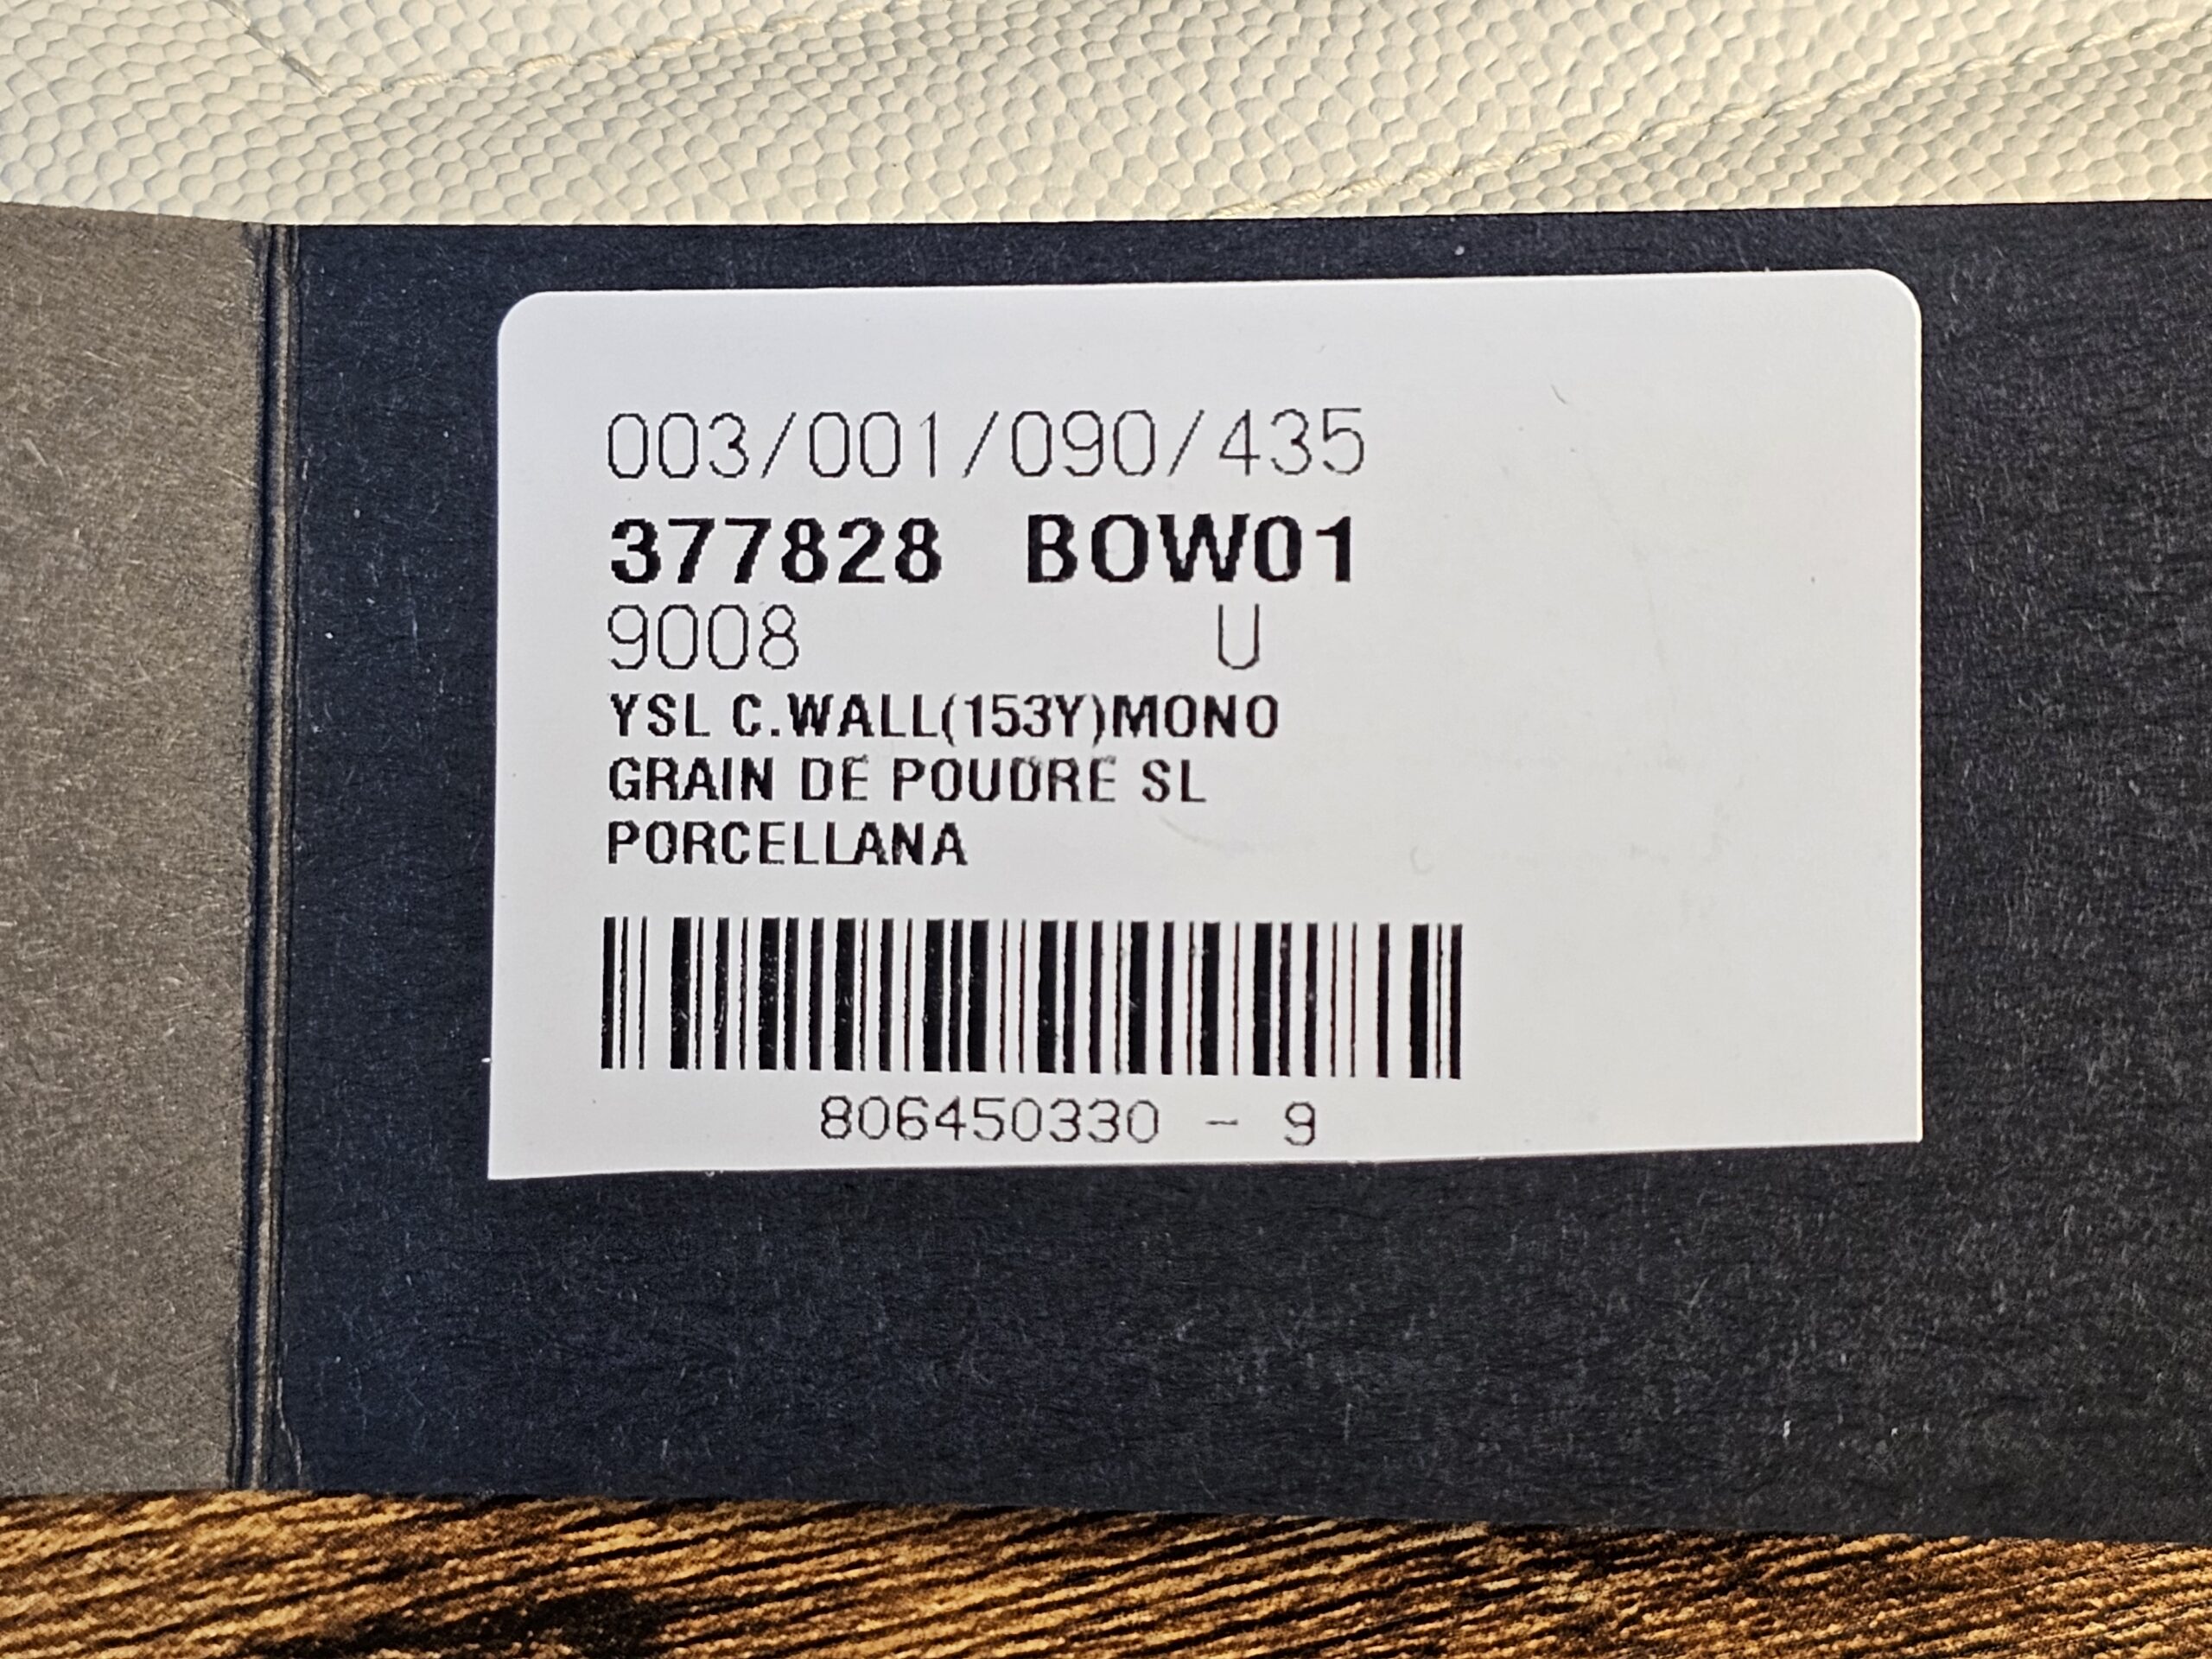 003/001/090/435
377828 BOW01
9008 U
YSL C.WALL(153Y)MONO
GRAIN DE POUDRE SL
PORCELLANA
806450330 - 9